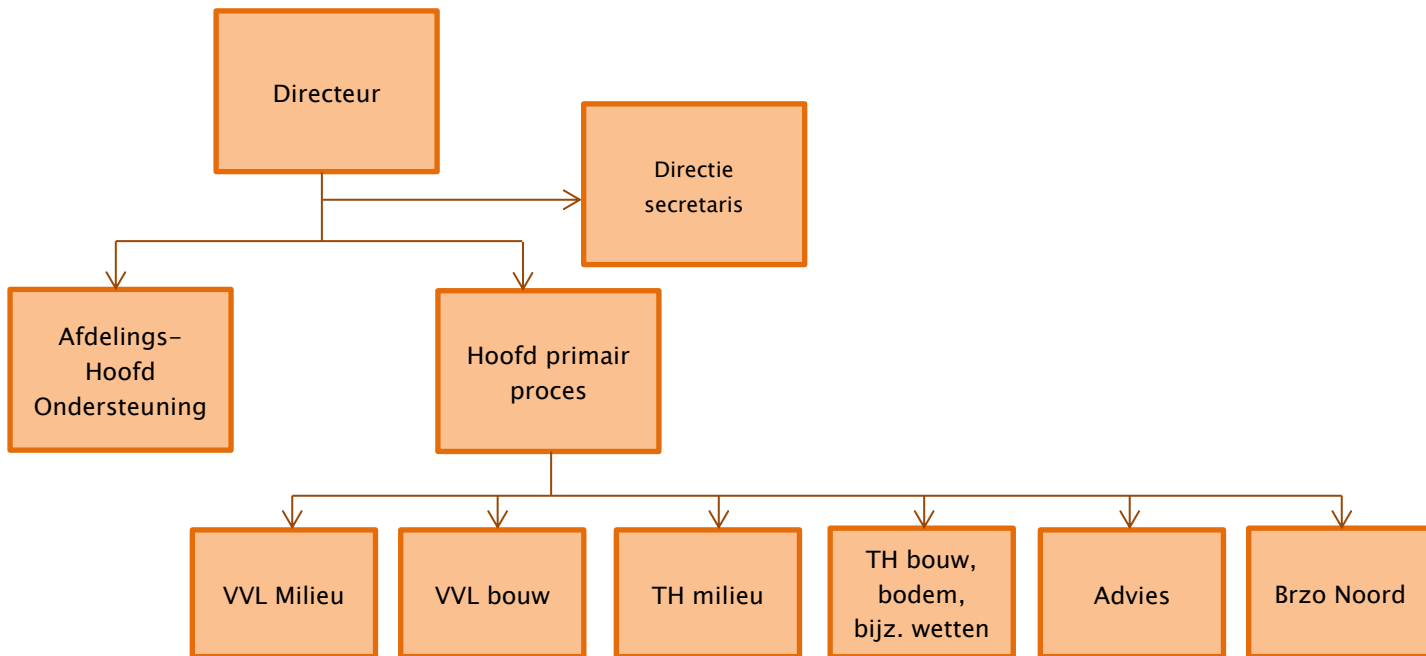 Directeur
Directie
secretaris
Afdelings-
Hoofd
Ondersteuning
Hoofd primair
proces
VVL Milieu
VVL bouw
TH milieu
TH bouw,
bodem,
bijz. wetten
Advies
Brzo Noord